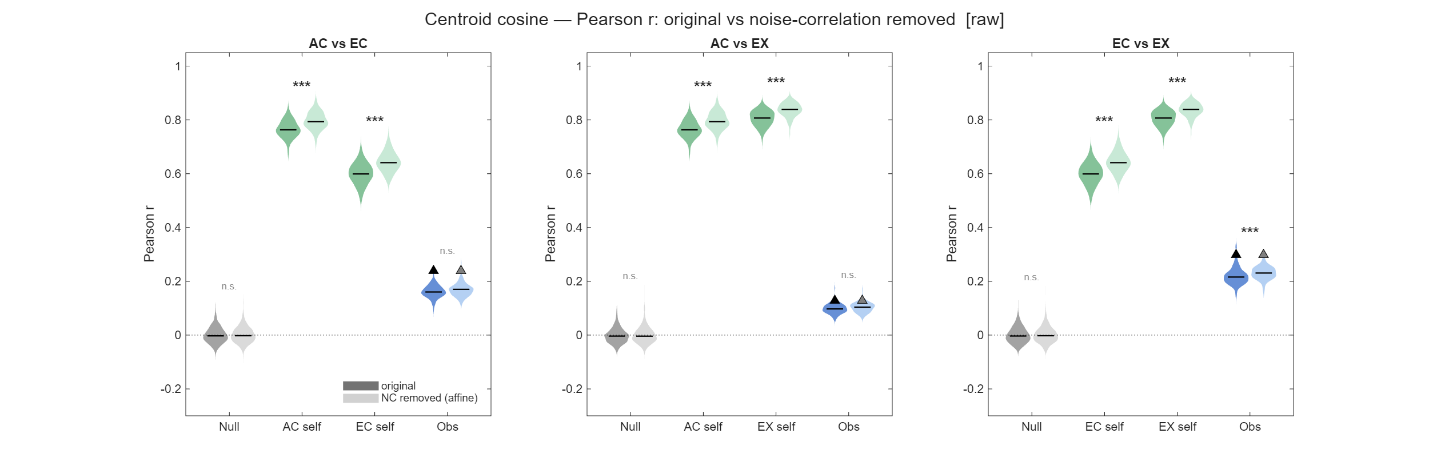 Centroid cosine — Pearson r: original vs noise-correlation removed [raw]
AC vs EC
Pearson r
1
0.8
0.6
0.4
0.2
0
-0.2
***
***
n.s.
n.s.
original
NC removed (affine)
Null
AC self
EC self
Obs
AC vs EX
Pearson r
1
0.8
0.6
0.4
0.2
0
-0.2
***
***
n.s.
n.s.
Null
AC self
EX self
Obs
EC vs EX
Pearson r
1
0.8
0.6
0.4
0.2
0
-0.2
***
***
***
n.s.
Null
EC self
EX self
Obs